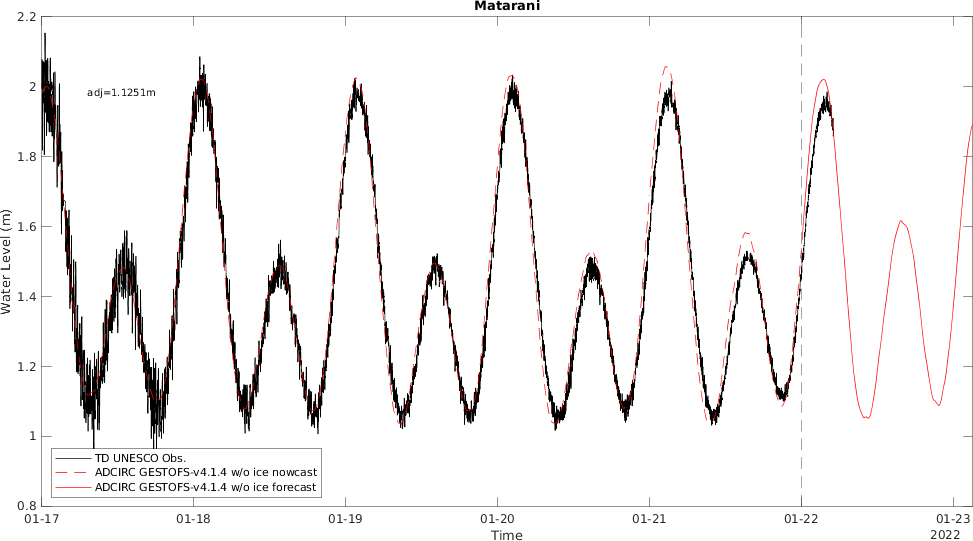 Matarani
2.2
2
1.8
1.6
1.4
1.2
1
0.8
Water Level (m)
adj=1.1251m
TD UNESCO Obs.
ADCIRC GESTOFS-v4.1.4 w/o ice nowcast
ADCIRC GESTOFS-v4.1.4 w/o ice forecast
01-17 01-18 01-19 01-20 01-21 01-22 01-23
Time
2022